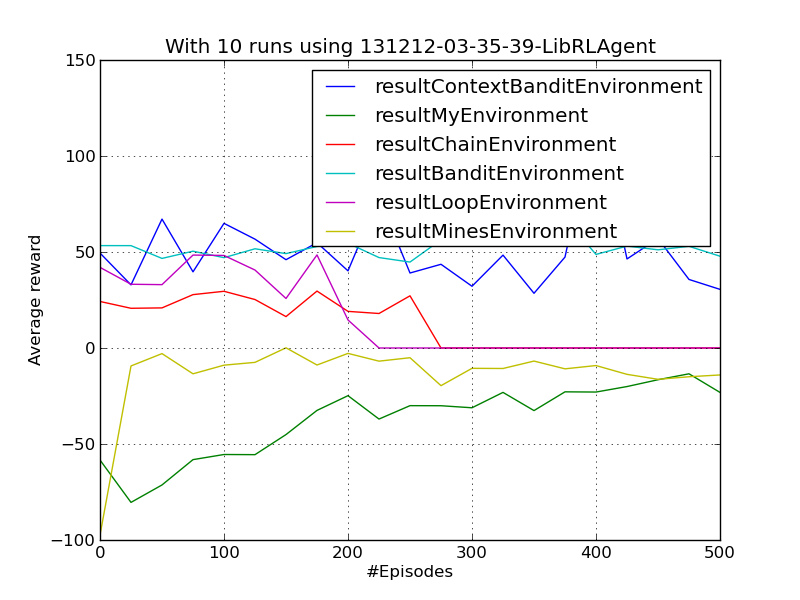 With 10 runs using 131212-03-35-39-LibRLAgent
150
100
50
0
−50
−100
Average reward
resultContextBanditEnvironment
resultMyEnvironment
resultChainEnvironment
resultBanditEnvironment
resultLoopEnvironment
resultMinesEnvironment
0 100 200 300 400 500
#Episodes